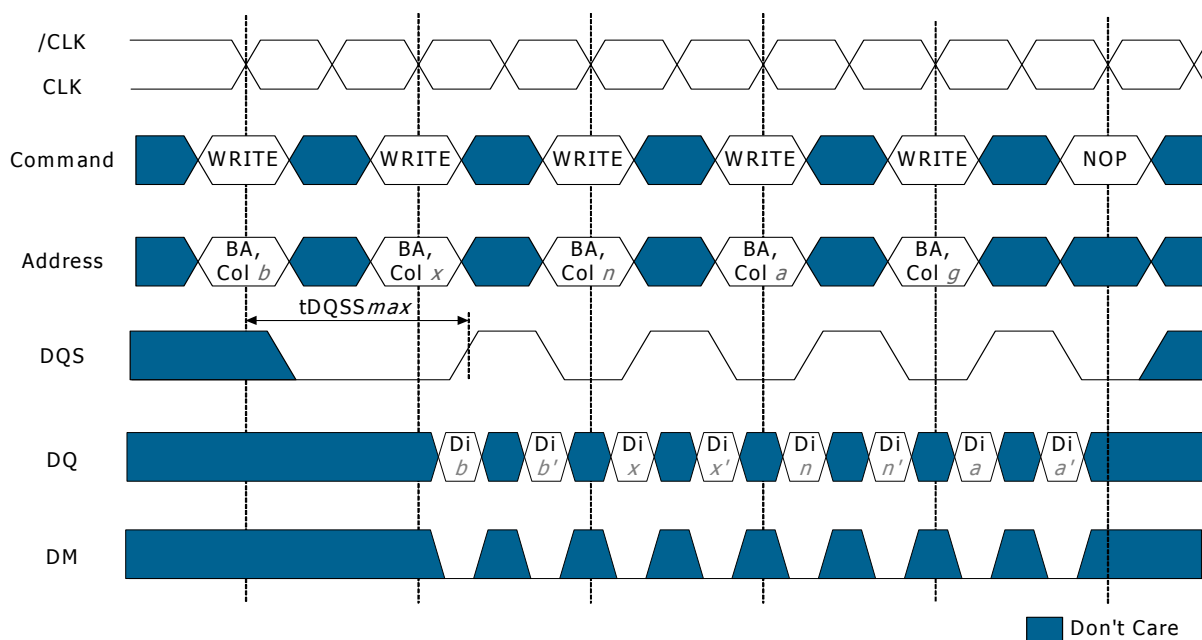 /CLK
CLK
Command
WRITE WRITE WRITE WRITE WRITE NOP
Address
BA, BA, BA, BA, BA,
Col b Col x Col n Col a Col g
tDQSSmax
DQS
DQ
Di Di Di Di Di Di Di Di
b b' x x' n n' a a'
DM
Don't Care